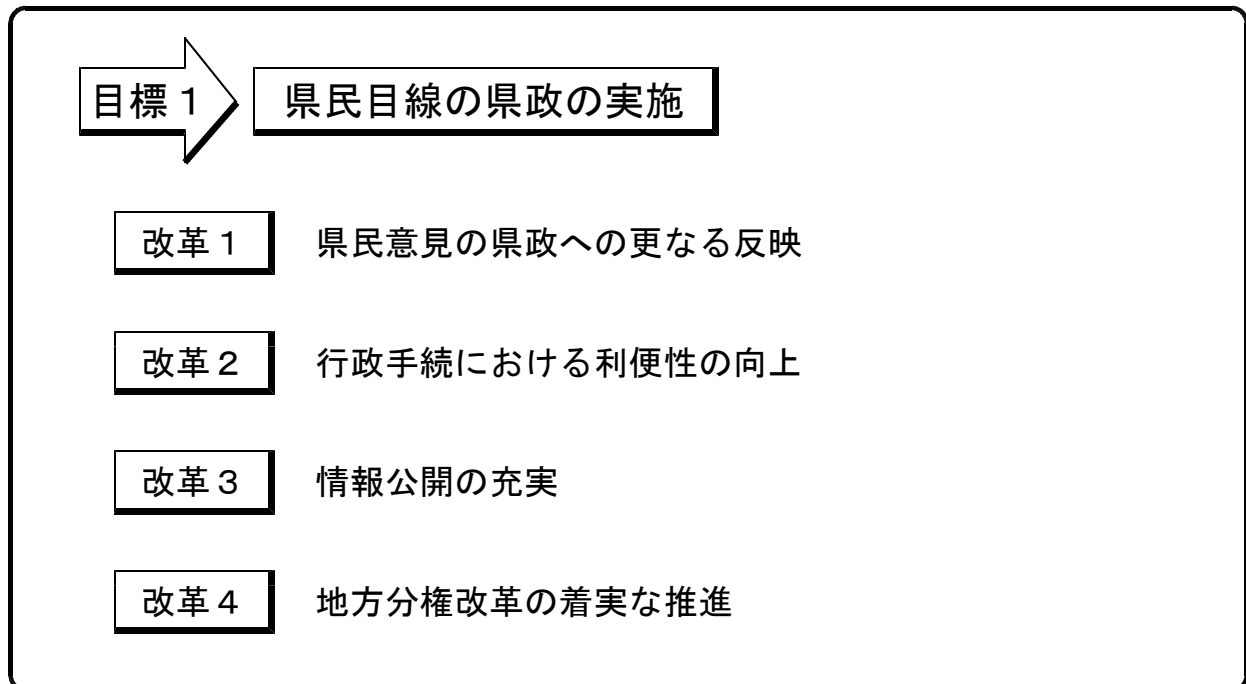 目標１ 県民目線の県政の実施
改革１ 県民意見の県政への更なる反映
改革２ 行政手続における利便性の向上
改革３ 情報公開の充実
改革４ 地方分権改革の着実な推進